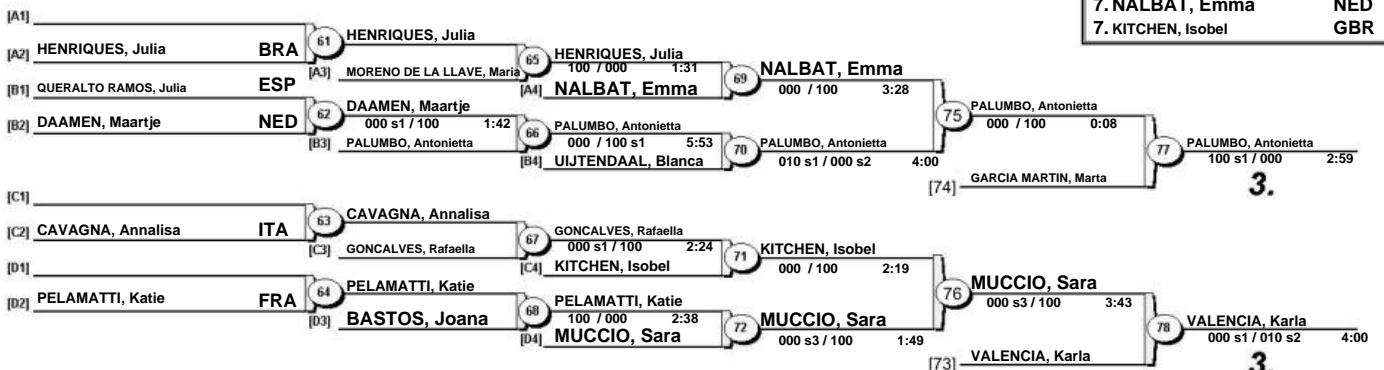 7. NALBAT, Emma NED
7. KITCHEN, Isobel GBR
[A1]
[A2] HENRIQUES, Julia BRA
61
HENRIQUES, Julia
[A3] MORENO DE LA LLAVE, Maria
65
HENRIQUES, Julia
100 / 000 1:31
[A4] NALBAT, Emma
69
NALBAT, Emma
000 / 100 3:28
[B1] QUERALTO RAMOS, Julia ESP
[B2] DAAMEN, Maartje NED
62
DAAMEN, Maartje
000 s1 / 100 1:42
[B3] PALUMBO, Antonietta
66
PALUMBO, Antonietta
000 / 100 s1 5:53
[B4] UIJTENDAAL, Blanca
70
PALUMBO, Antonietta
010 s1 / 000 s2 4:00
75
PALUMBO, Antonietta
000 / 100 0:08
[74] GARCIA MARTIN, Marta
77
PALUMBO, Antonietta
100 s1 / 000 2:59
3.
[C1]
[C2] CAVAGNA, Annalisa ITA
63
CAVAGNA, Annalisa
[C3] GONCALVES, Rafaella
67
GONCALVES, Rafaella
000 s1 / 100 2:24
[C4] KITCHEN, Isobel
71
KITCHEN, Isobel
000 / 100 2:19
[D1]
[D2] PELAMATTI, Katie FRA
64
PELAMATTI, Katie
[D3] BASTOS, Joana
68
PELAMATTI, Katie
100 / 000 2:38
[D4] MUCCIO, Sara
72
MUCCIO, Sara
000 s3 / 100 1:49
76
MUCCIO, Sara
000 s3 / 100 3:43
[73] VALENCIA, Karla
78
VALENCIA, Karla
000 s1 / 010 s2 4:00
3.